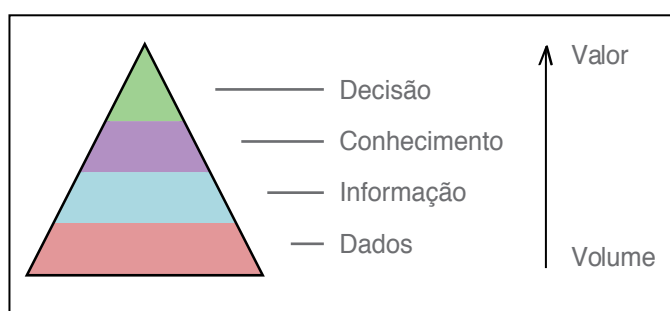 Valor
Decisão
Conhecimento
Informação
Dados
Volume